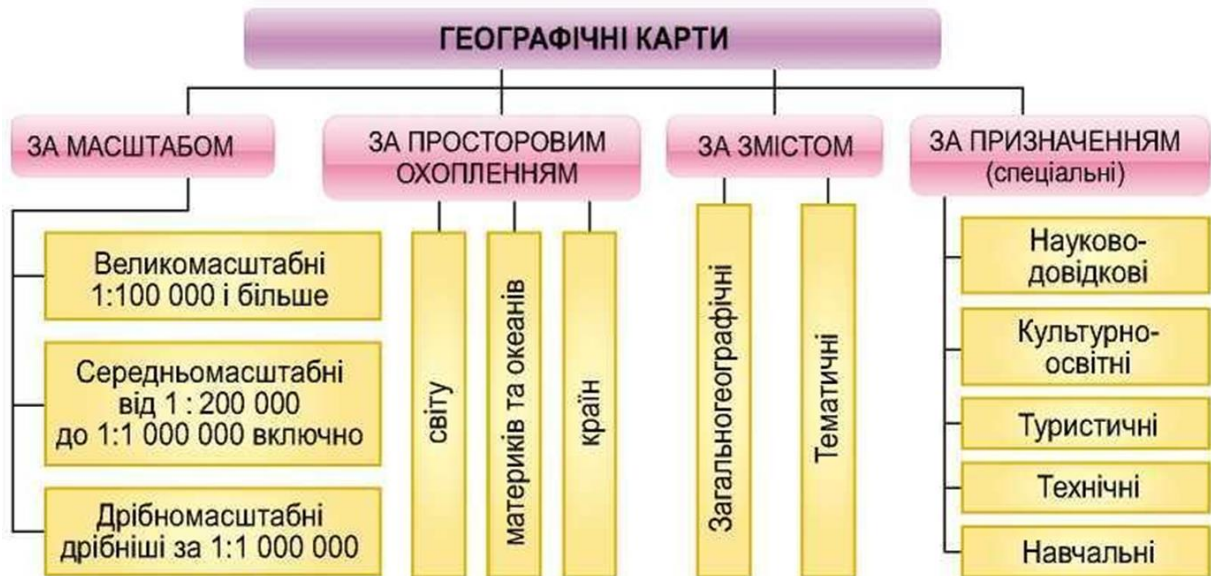 ГЕОГРАФІЧНІ КАРТИ
ЗА МАСШТАБОМ
Великомасштабні
1:100 000 і більше
Середньомасштабні
від 1 : 200 000
до 1:1 000 000 включно
Дрібномасштабні
дрібніші за 1:1 000 000
ЗА ПРОСТОРОВИМ
ОХОПЛЕННЯМ
світу
материків та океанів
країн
ЗА ЗМІСТОМ
Загальногеографічні
Тематичні
ЗА ПРИЗНАЧЕННЯМ
(спеціальні)
Науково-
довідкові
Культурно-
освітні
Туристичні
Технічні
Навчальні